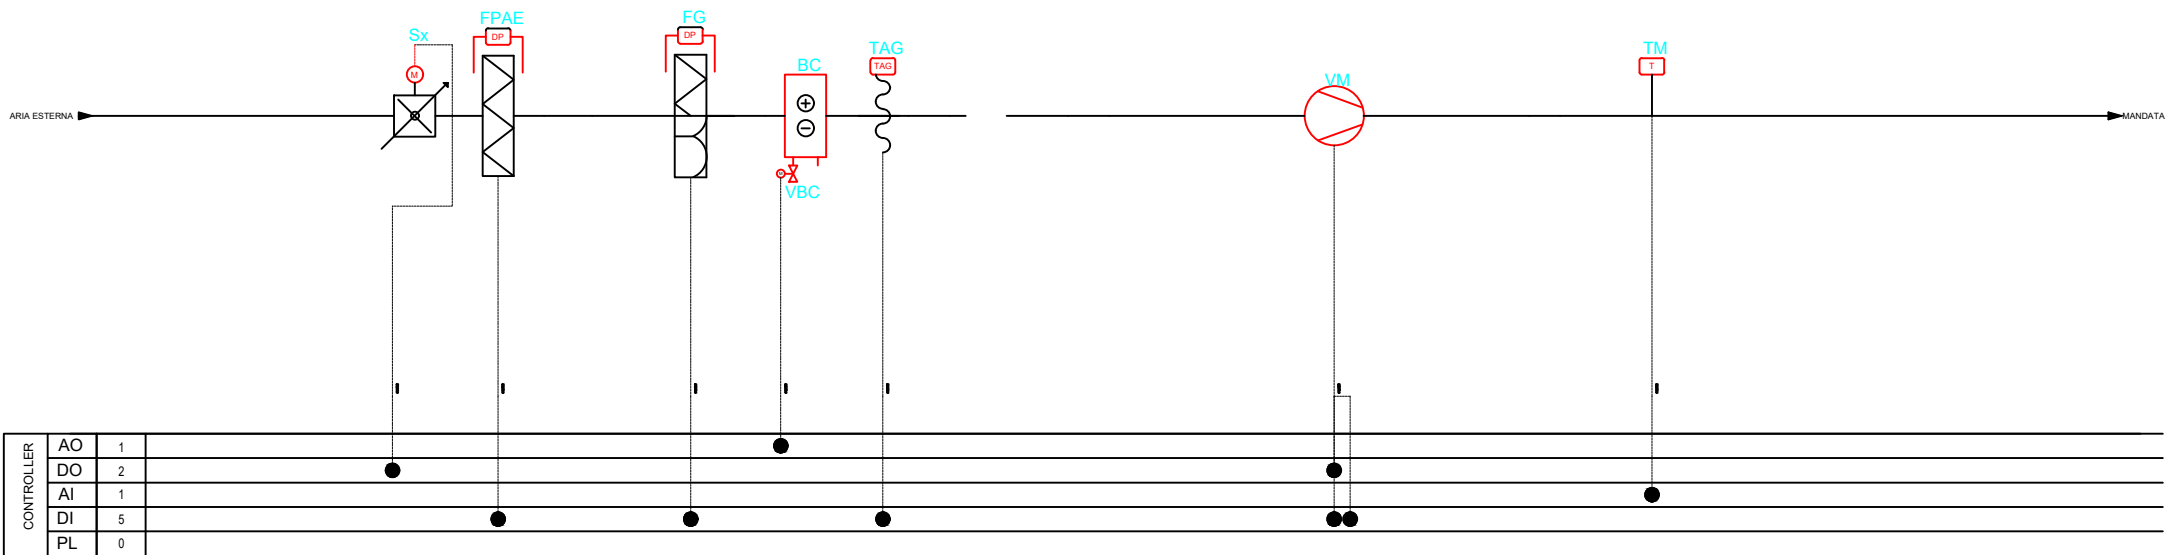 FPAE
FG
Sx
DP
DP
TAG
TM
BC
TAG
T
M
VM
ARIA ESTERNA
MANDATA
VBC
CONTROLLER
AO 1
DO 2
AI 1
DI 5
PL 0